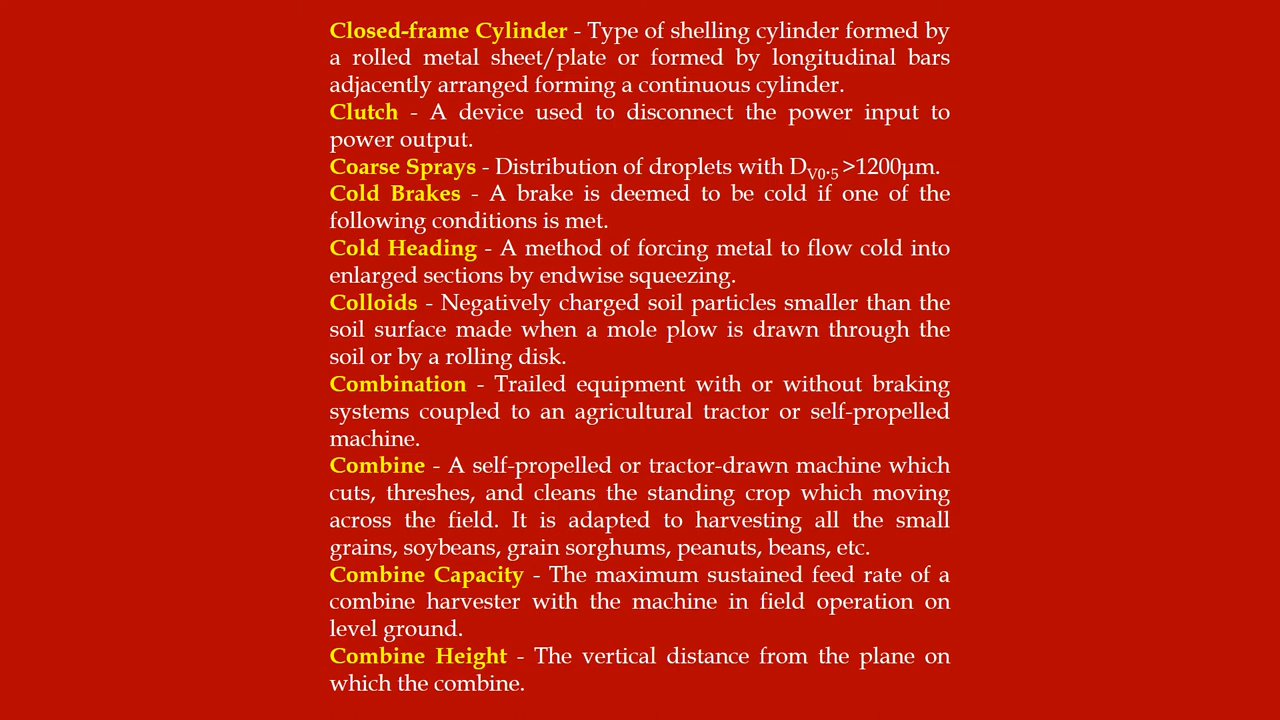 Closed-frame Cylinder - Type of shelling cylinder formed by
a rolled metal sheet/plate or formed by longitudinal bars
adjacently arranged forming a continuous cylinder.
Clutch - A device used to disconnect the power input to
power output.
Coarse Sprays - Distribution of droplets with DV0·5 >1200µm.
Cold Brakes - A brake is deemed to be cold if one of the
following conditions is met.
Cold Heading - A method of forcing metal to flow cold into
enlarged sections by endwise squeezing.
Colloids - Negatively charged soil particles smaller than the
soil surface made when a mole plow is drawn through the
soil or by a rolling disk.
Combination - Trailed equipment with or without braking
systems coupled to an agricultural tractor or self-propelled
machine.
Combine - A self-propelled or tractor-drawn machine which
cuts, threshes, and cleans the standing crop which moving
across the field. It is adapted to harvesting all the small
grains, soybeans, grain sorghums, peanuts, beans, etc.
Combine Capacity - The maximum sustained feed rate of a
combine harvester with the machine in field operation on
level ground.
Combine Height - The vertical distance from the plane on
which the combine.